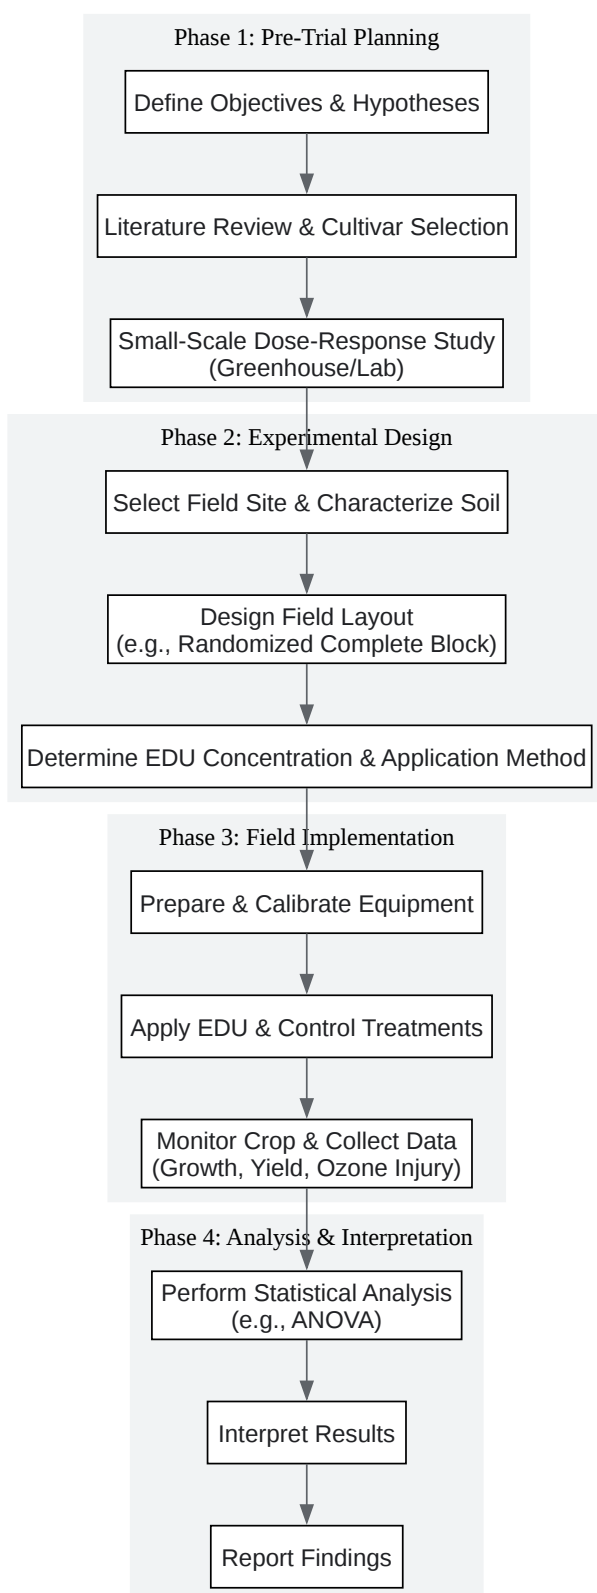 Phase 1: Pre-Trial Planning
Define Objectives & Hypotheses
Literature Review & Cultivar Selection
Small-Scale Dose-Response Study
(Greenhouse/Lab)
Phase 2: Experimental Design
Select Field Site & Characterize Soil
Design Field Layout
(e.g., Randomized Complete Block)
Determine EDU Concentration & Application Method
Phase 3: Field Implementation
Prepare & Calibrate Equipment
Apply EDU & Control Treatments
Monitor Crop & Collect Data
(Growth, Yield, Ozone Injury)
Phase 4: Analysis & Interpretation
Perform Statistical Analysis
(e.g., ANOVA)
Interpret Results
Report Findings